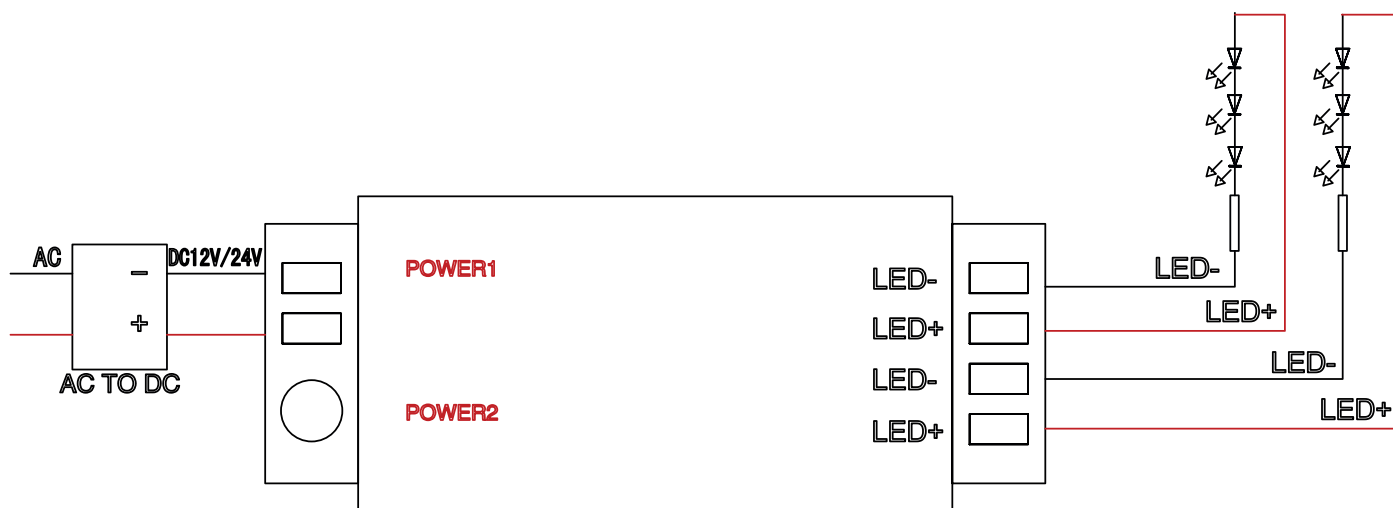 AC
DC12V/24V
−
+
AC TO DC
POWER1
POWER2
LED-
LED+
LED-
LED+
LED-
LED+
LED-
LED+